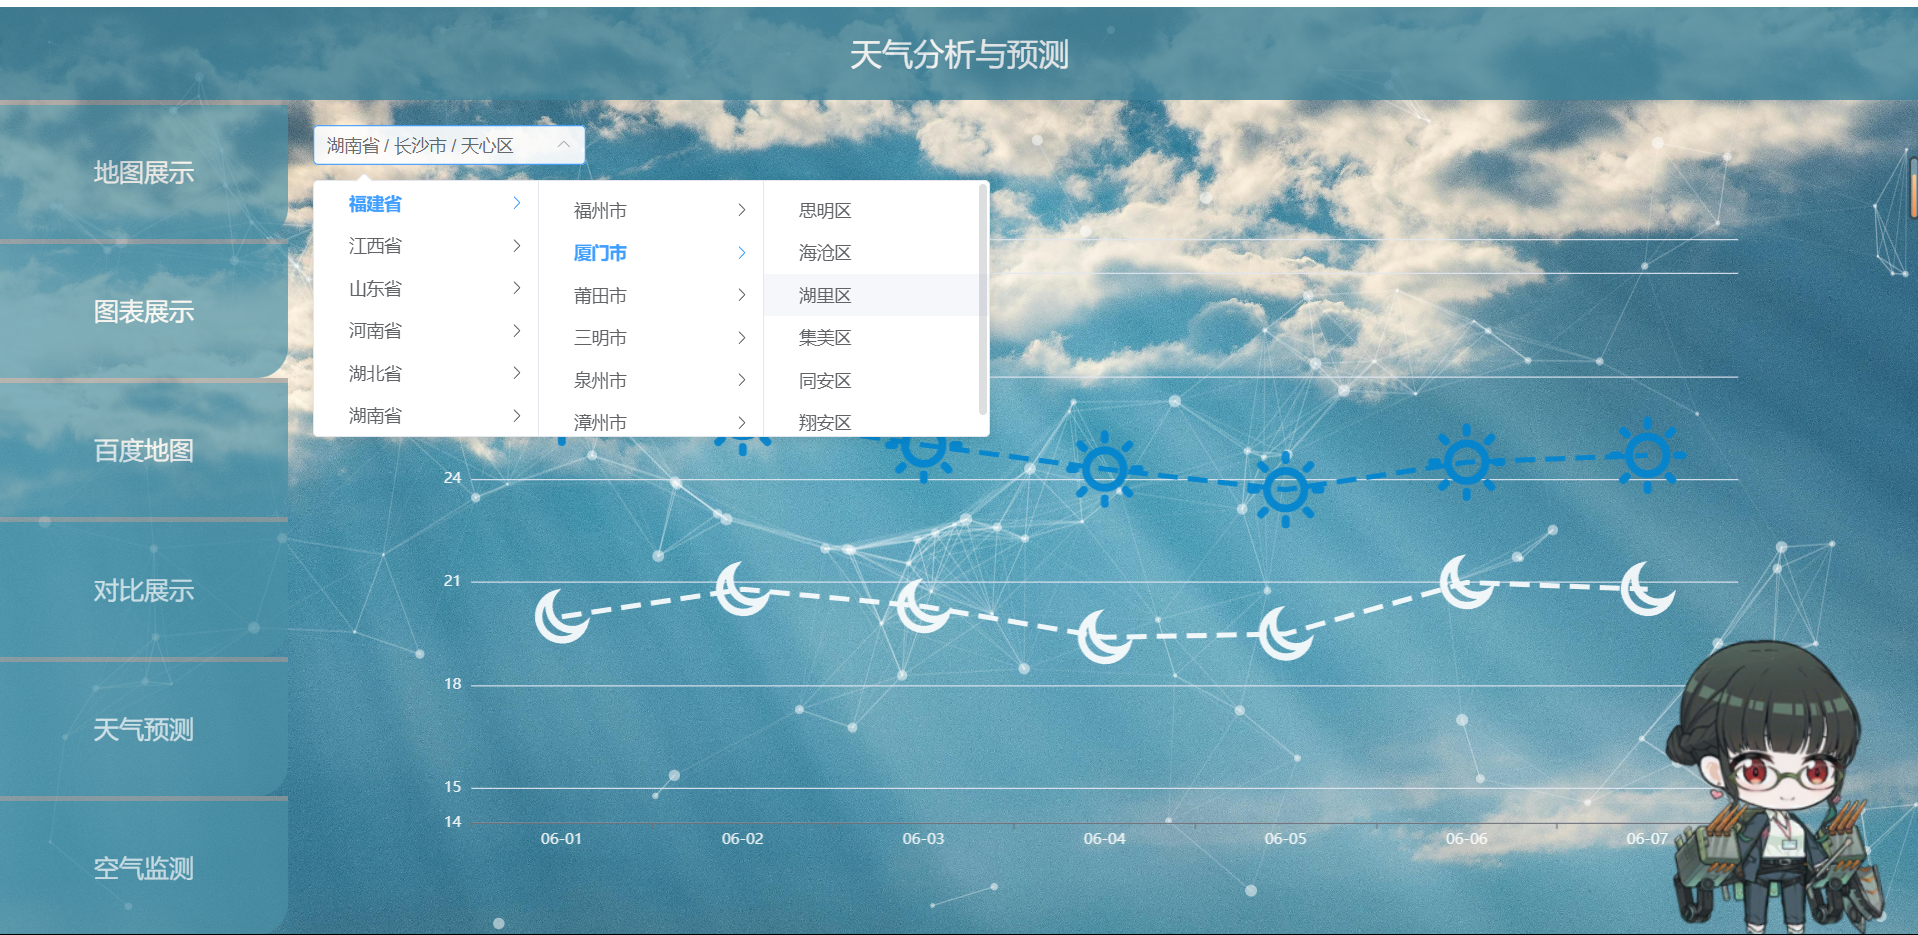 天气分析与预测
地图展示
图表展示
百度地图
对比展示
天气预测
空气监测
湖南省 / 长沙市 / 天心区
福建省
江西省
山东省
河南省
湖北省
湖南省
福州市
厦门市
莆田市
三明市
泉州市
漳州市
思明区
海沧区
湖里区
集美区
同安区
翔安区
24
21
18
15
14
06-01 06-02 06-03 06-04 06-05 06-06 06-07